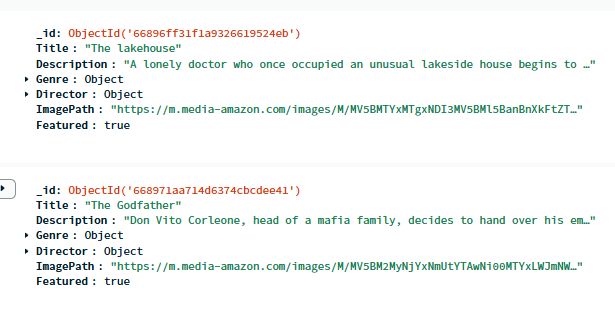 _id: ObjectId('66896ff31f1a9326619524eb')
Title : "The lakehouse"
Description : "A lonely doctor who once occupied an unusual lakeside house begins to …"
Genre : Object
Director : Object
ImagePath : "https://m.media-amazon.com/images/M/MV5BMTYxMTgxNDI3MV5BMl5BanBnXkFtZT…"
Featured : true
_id: ObjectId('668971aa714d6374cbcdee41')
Title : "The Godfather"
Description : "Don Vito Corleone, head of a mafia family, decides to hand over his em…"
Genre : Object
Director : Object
ImagePath : "https://m.media-amazon.com/images/M/MV5BM2MyNjYxNmUtYTAwNi00MTYxLWJmNW…"
Featured : true